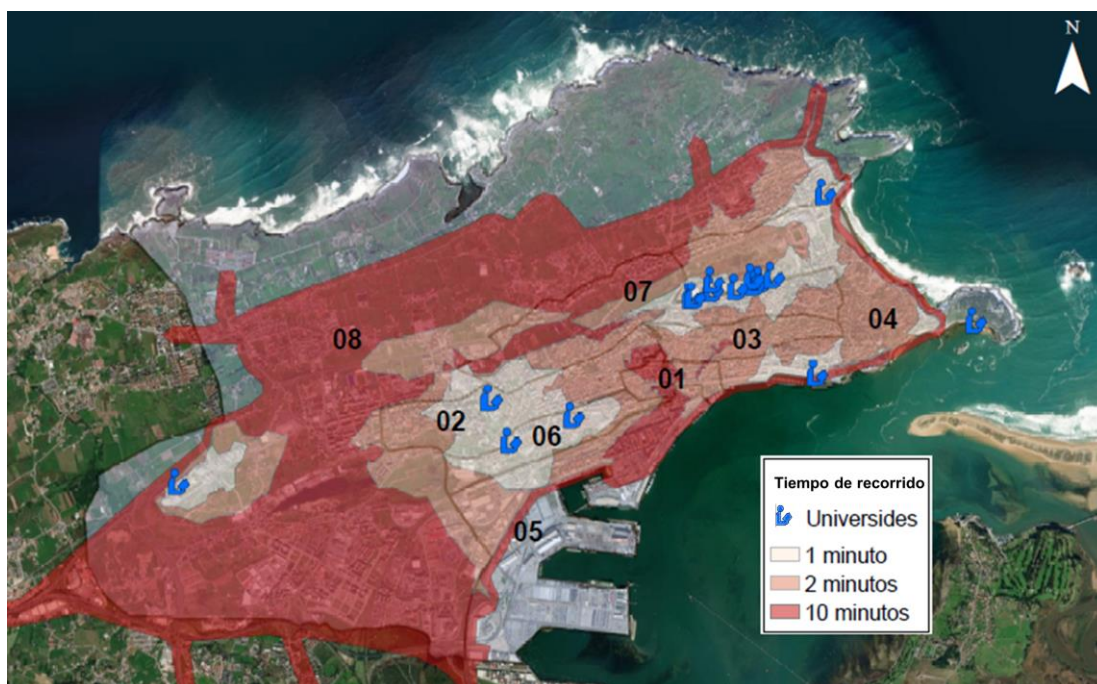 N
07
08
03
04
01
02
06
05
Tiempo de recorrido
Universides
1 minuto
2 minutos
10 minutos